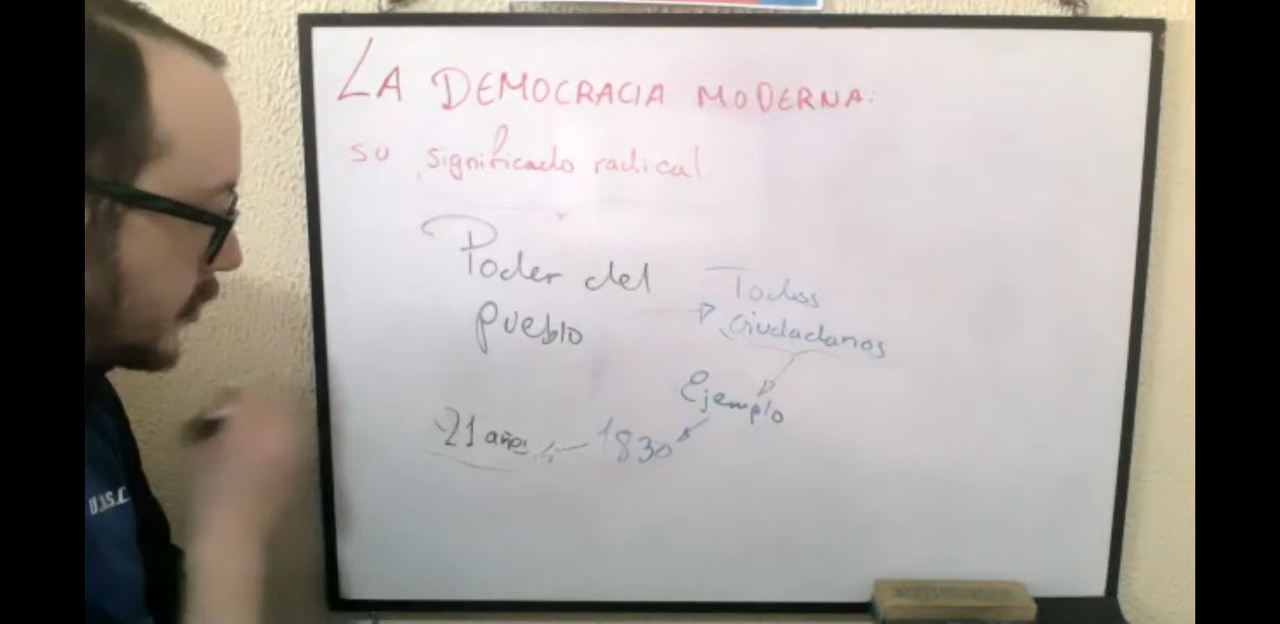 LA DEMOCRACIA MODERNA:
su significado radical.
Poder del
pueblo
Todos
ciudadanos
Ejemplo
1830
21 años